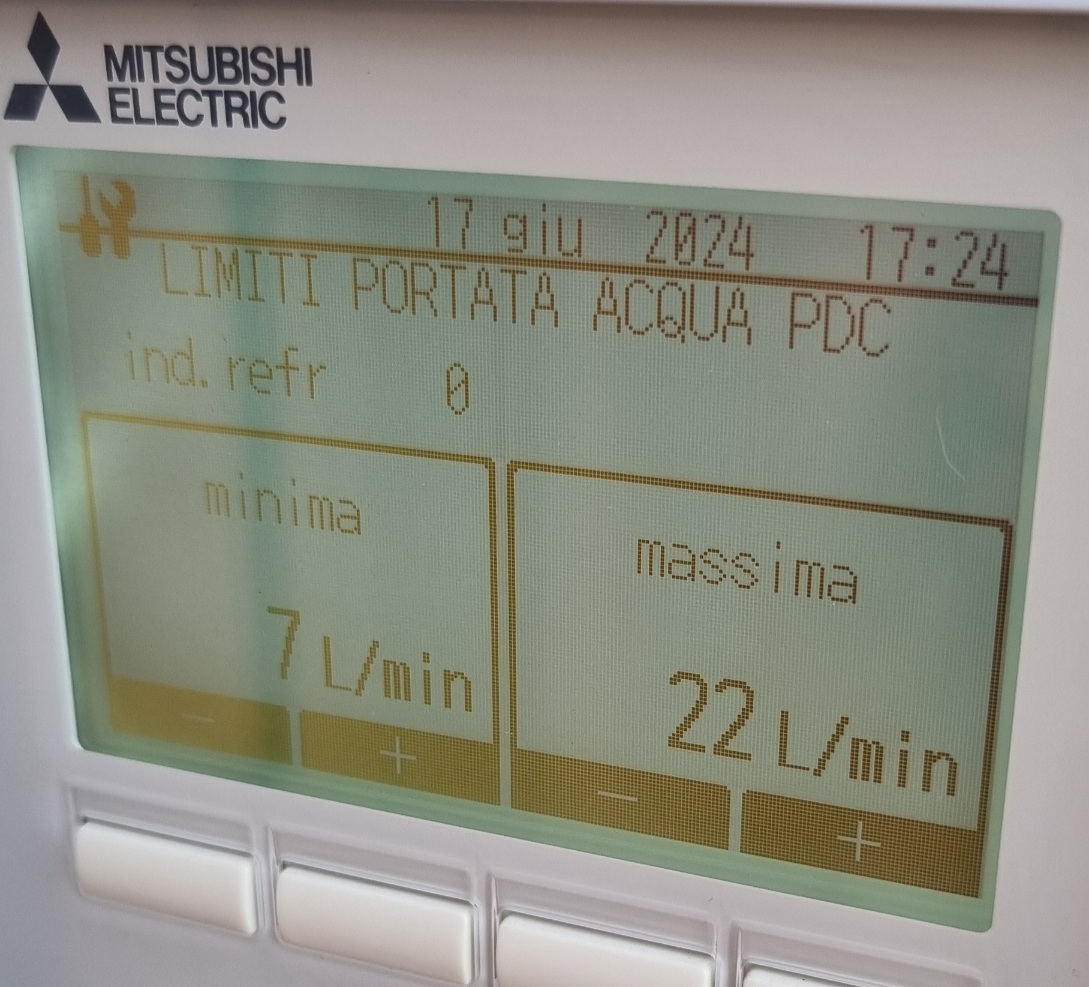 MITSUBISHI
ELECTRIC
17 giu 2024 17:24
LIMITI PORTATA ACQUA PDC
ind.refr 0
minima
7 L/min
- +
massima
22 L/min
- +